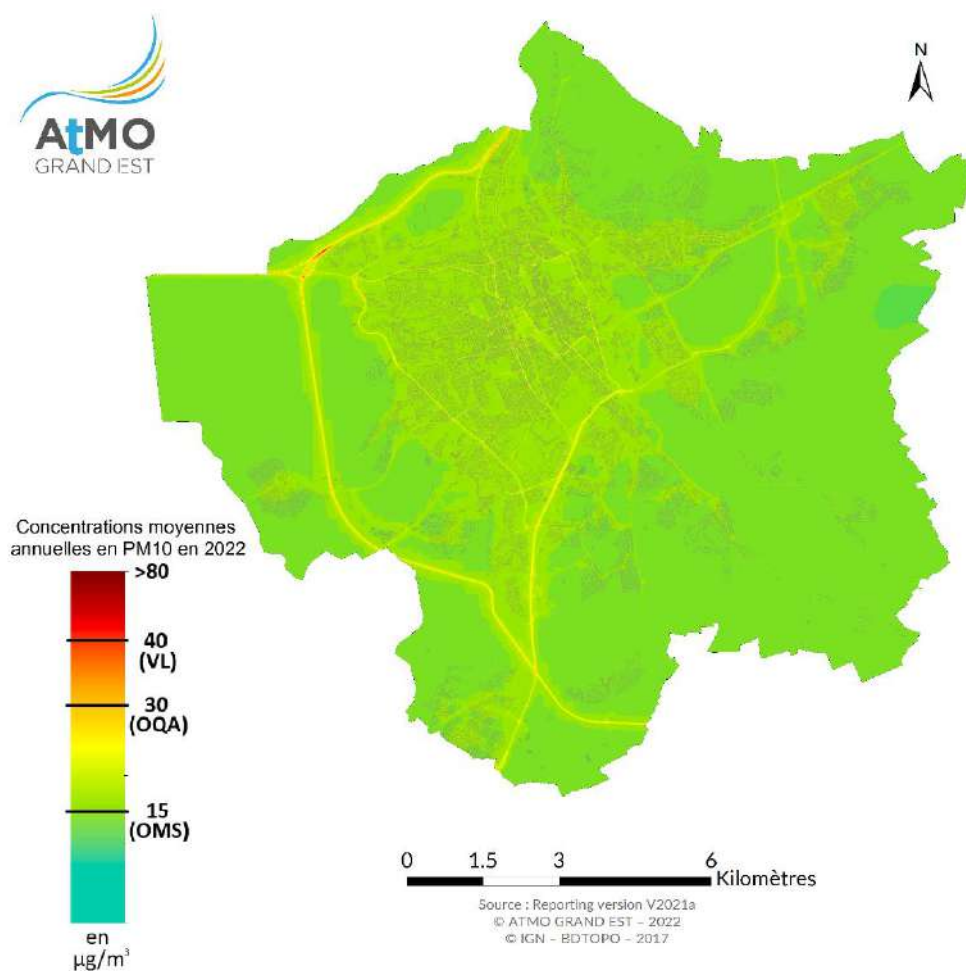 AtMO
GRAND EST
N
Concentrations moyennes
annuelles en PM10 en 2022
>80
40
(VL)
30
(OQA)
15
(OMS)
en
µg/m³
0 1.5 3 6
Kilomètres
Source : Reporting version V2021a
© ATMO GRAND EST – 2022
© IGN – BDTOPO – 2017